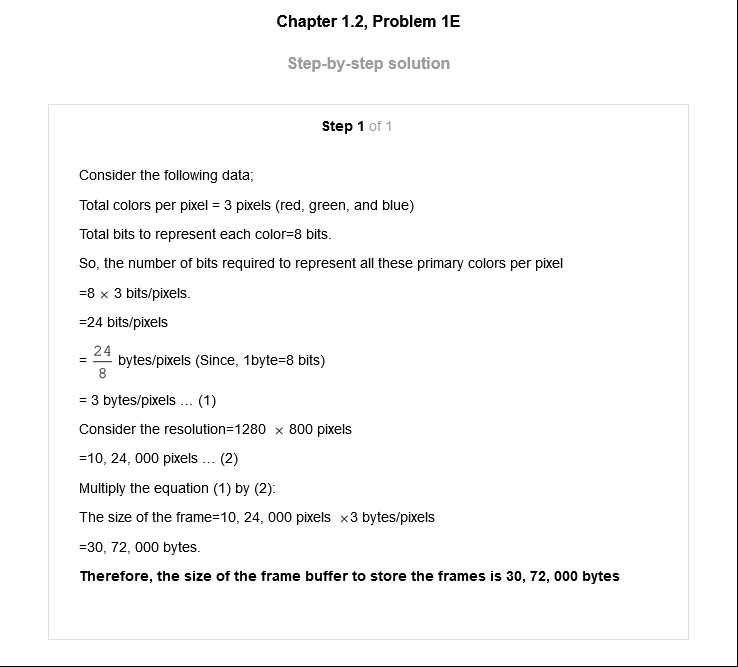 Chapter 1.2, Problem 1E
Step-by-step solution
Step 1 of 1
Consider the following data;
Total colors per pixel = 3 pixels (red, green, and blue)
Total bits to represent each color=8 bits.
So, the number of bits required to represent all these primary colors per pixel
=8 × 3 bits/pixels.
=24 bits/pixels
= 24/8 bytes/pixels (Since, 1byte=8 bits)
= 3 bytes/pixels … (1)
Consider the resolution=1280 × 800 pixels
=10, 24, 000 pixels … (2)
Multiply the equation (1) by (2):
The size of the frame=10, 24, 000 pixels ×3 bytes/pixels
=30, 72, 000 bytes.
Therefore, the size of the frame buffer to store the frames is 30, 72, 000 bytes